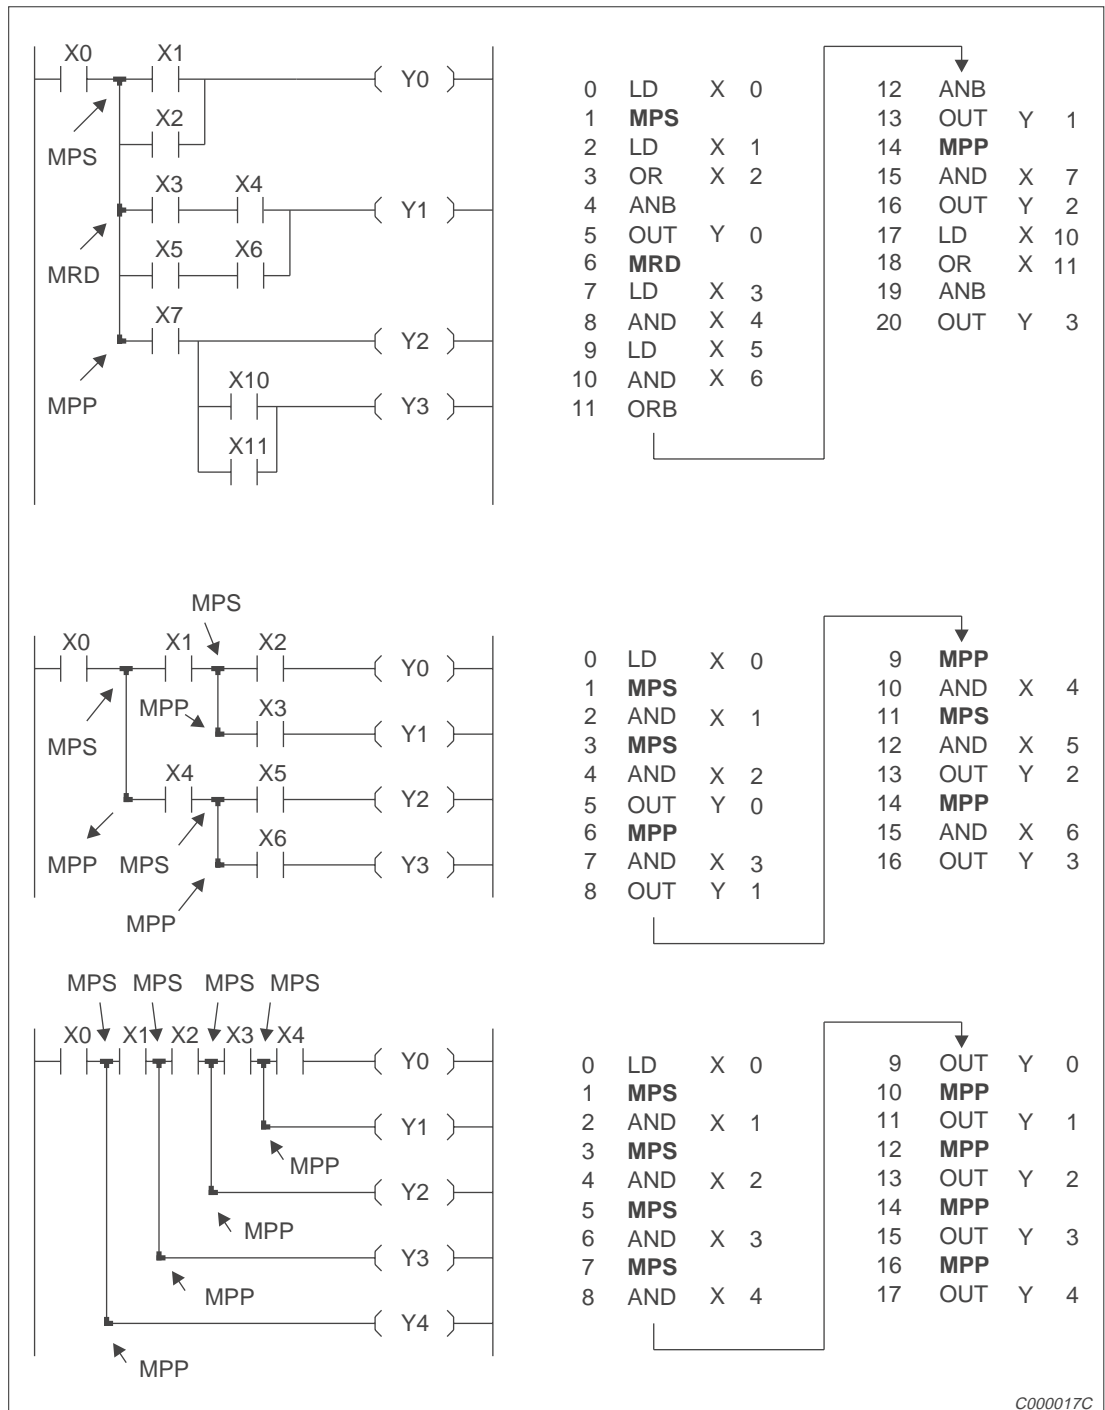 X0 X1
Y0
X2
MPS
X3 X4
Y1
X5 X6
MRD
X7
Y2
X10
MPP
Y3
X11
0 LD X 0
1 MPS
2 LD X 1
3 OR X 2
4 ANB
5 OUT Y 0
6 MRD
7 LD X 3
8 AND X 4
9 LD X 5
10 AND X 6
11 ORB
12 ANB
13 OUT Y 1
14 MPP
15 AND X 7
16 OUT Y 2
17 LD X 10
18 OR X 11
19 ANB
20 OUT Y 3
MPS
X0 X1 X2
Y0
MPP X3
Y1
MPS
X4 X5
Y2
X6
MPP MPS
Y3
MPP
0 LD X 0
1 MPS
2 AND X 1
3 MPS
4 AND X 2
5 OUT Y 0
6 MPP
7 AND X 3
8 OUT Y 1
9 MPP
10 AND X 4
11 MPS
12 AND X 5
13 OUT Y 2
14 MPP
15 AND X 6
16 OUT Y 3
MPS MPS MPS MPS
X0 X1 X2 X3 X4
Y0
Y1
MPP
Y2
MPP
Y3
MPP
Y4
MPP
0 LD X 0
1 MPS
2 AND X 1
3 MPS
4 AND X 2
5 MPS
6 AND X 3
7 MPS
8 AND X 4
9 OUT Y 0
10 MPP
11 OUT Y 1
12 MPP
13 OUT Y 2
14 MPP
15 OUT Y 3
16 MPP
17 OUT Y 4
C000017C